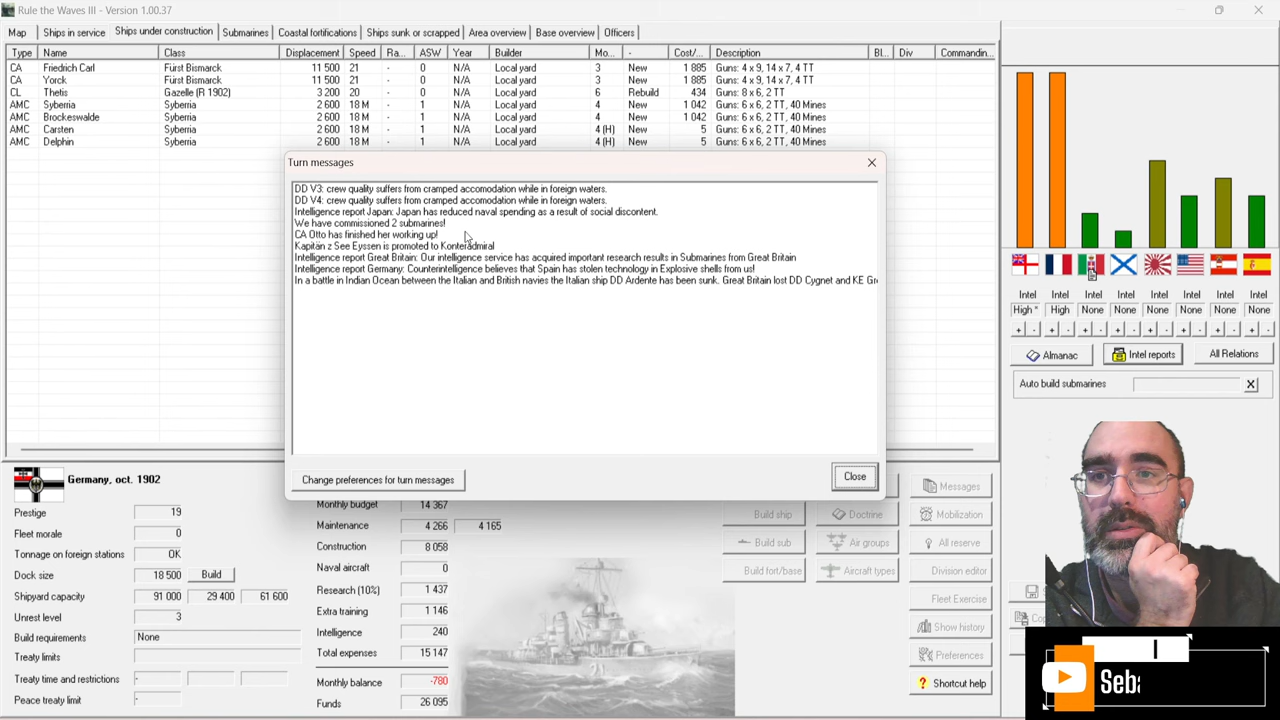 Rule the Waves III - Version 1.00.37
Map Ships in service Ships under construction Submarines Coastal fortifications Ships sunk or scrapped Area overview Base overview Officers
Type Name Class Displacement Speed Ra... ASW Year Builder Mo... - Cost/... Description Bl... Div Commandin...
CA Friedrich Carl Fürst Bismarck 11 500 21 - 0 N/A Local yard 3 New 1 885 Guns: 4 x 9, 14 x 7, 4 TT
CA Yorck Fürst Bismarck 11 500 21 - 0 N/A Local yard 3 New 1 885 Guns: 4 x 9, 14 x 7, 4 TT
CL Thetis Gazelle (R 1902) 3 200 20 - 0 N/A Local yard 6 Rebuild 434 Guns: 8 x 6, 2 TT
AMC Syberria Syberria 2 600 18 M - 1 N/A Local yard 4 New 1 042 Guns: 6 x 6, 2 TT, 40 Mines
AMC Brockeswalde Syberria 2 600 18 M - 1 N/A Local yard 4 New 1 042 Guns: 6 x 6, 2 TT, 40 Mines
AMC Carsten Syberria 2 600 18 M - 1 N/A Local yard 4 (H) New 5 Guns: 6 x 6, 2 TT, 40 Mines
AMC Delphin Syberria 2 600 18 M - 1 N/A Local yard 4 (H) New 5 Guns: 6 x 6, 2 TT, 40 Mines
Turn messages
DD V3: crew quality suffers from cramped accomodation while in foreign waters.
DD V4: crew quality suffers from cramped accomodation while in foreign waters.
Intelligence report Japan: Japan has reduced naval spending as a result of social discontent.
We have commissioned 2 submarines!
CA Otto has finished her working up!
Kapitän z See Eyssen is promoted to Konteradmiral
Intelligence report Great Britain: Our intelligence service has acquired important research results in Submarines from Great Britain
Intelligence report Germany: Counterintelligence believes that Spain has stolen technology in Explosive shells from us!
In a battle in Indian Ocean between the Italian and British navies the Italian ship DD Ardente has been sunk. Great Britain lost DD Cygnet and KE Gr
Change preferences for turn messages
Close
Intel Intel Intel Intel Intel Intel Intel Intel
High * High None None None None None None
+ - + - + - + - + - + - + - + -
Almanac Intel reports All Relations
Auto build submarines X
Germany, oct. 1902
Prestige 19
Fleet morale 0
Tonnage on foreign stations OK
Dock size 18 500 Build
Shipyard capacity 91 000 29 400 61 600
Unrest level 3
Build requirements None
Treaty limits
Treaty time and restrictions - 
Peace treaty limit -
Monthly budget 14 367
Maintenance 4 266 4 165
Construction 8 058
Naval aircraft 0
Research (10%) 1 437
Extra training 1 146
Intelligence 240
Total expenses 15 147
Monthly balance -780
Funds 26 095
Build ship Doctrine Messages
Build sub Air groups Mobilization
Build fort/base Aircraft types All reserve
Division editor
Fleet Exercise
Show history
Preferences
? Shortcut help
Seba